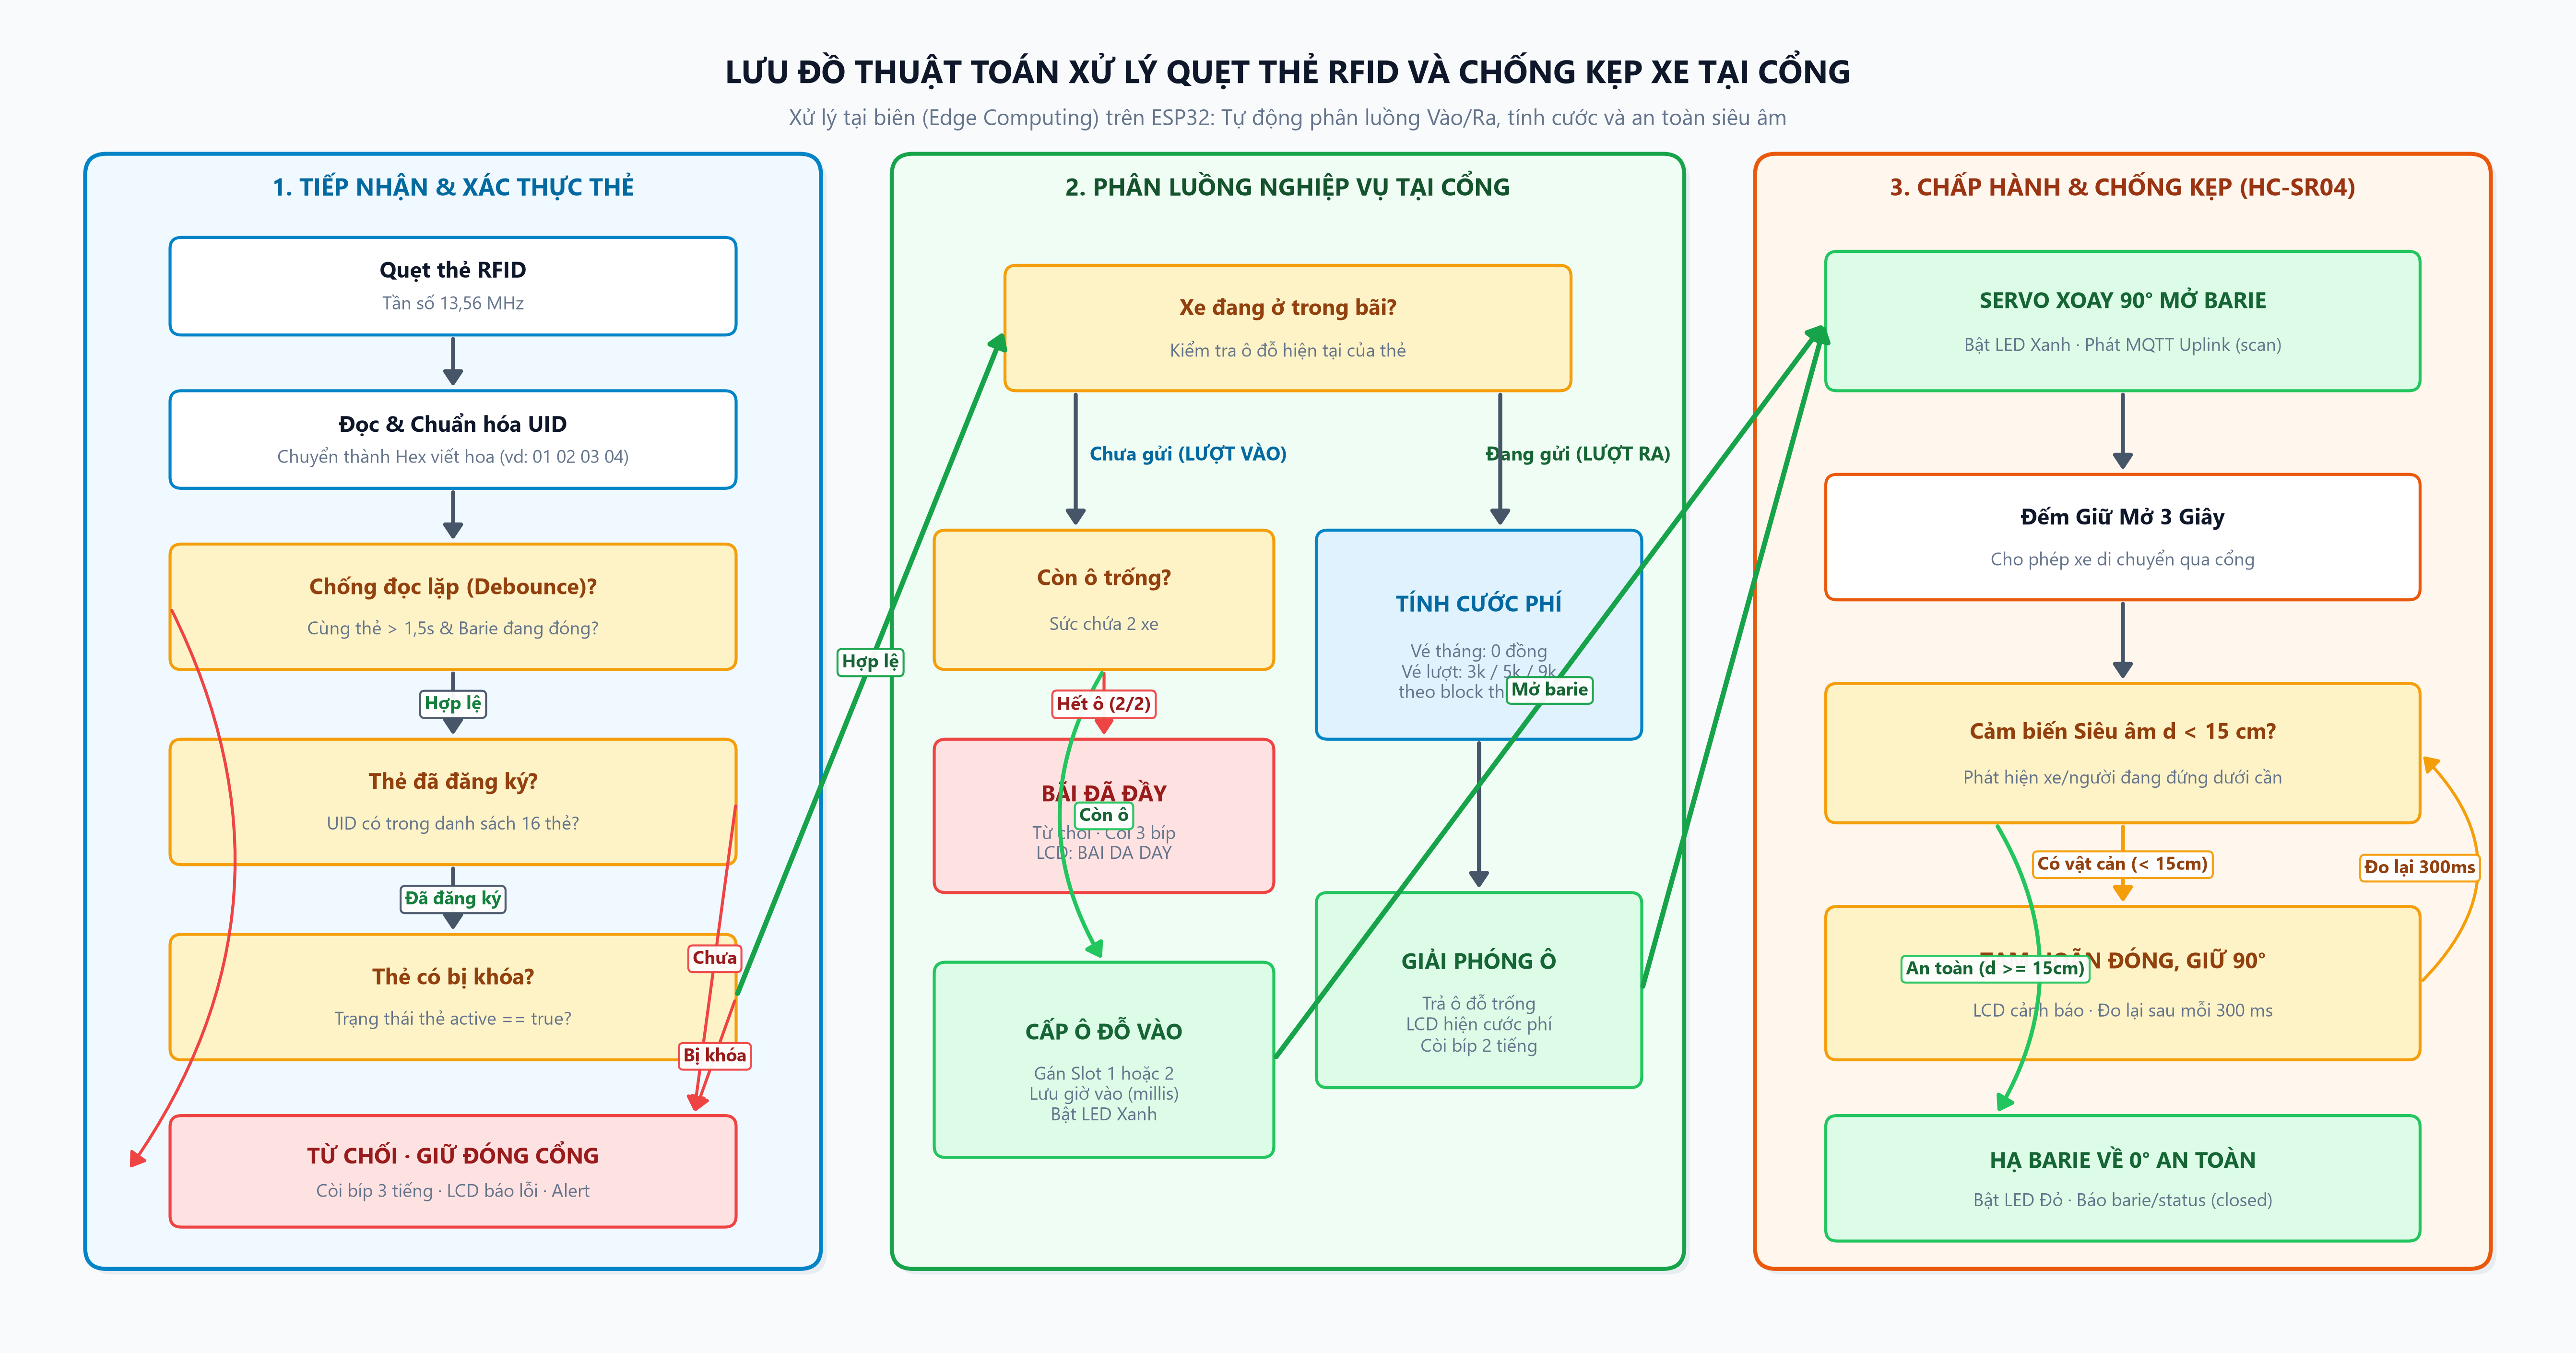 LƯU ĐỒ THUẬT TOÁN XỬ LÝ QUẸT THẺ RFID VÀ CHỐNG KẸP XE TẠI CỔNG
Xử lý tại biên (Edge Computing) trên ESP32: Tự động phân luồng Vào/Ra, tính cước và an toàn siêu âm
1. TIẾP NHẬN & XÁC THỰC THẺ
Quẹt thẻ RFID
Tần số 13,56 MHz
Đọc & Chuẩn hóa UID
Chuyển thành Hex viết hoa (vd: 01 02 03 04)
Chống đọc lặp (Debounce)?
Cùng thẻ > 1,5s & Barie đang đóng?
Hợp lệ
Thẻ đã đăng ký?
UID có trong danh sách 16 thẻ?
Đã đăng ký
Chưa
Thẻ có bị khóa?
Trạng thái thẻ active == true?
Bị khóa
TỪ CHỐI · GIỮ ĐÓNG CỔNG
Còi bíp 3 tiếng · LCD báo lỗi · Alert
Hợp lệ
2. PHÂN LUỒNG NGHIỆP VỤ TẠI CỔNG
Xe đang ở trong bãi?
Kiểm tra ô đỗ hiện tại của thẻ
Chưa gửi (LƯỢT VÀO)
Đang gửi (LƯỢT RA)
Còn ô trống?
Sức chứa 2 xe
Hết ô (2/2)
BÃI ĐÃ ĐẦY
Còn ô
Từ chối · Còi 3 bíp
LCD: BAI DA DAY
CẤP Ô ĐỖ VÀO
Gán Slot 1 hoặc 2
Lưu giờ vào (millis)
Bật LED Xanh
TÍNH CƯỚC PHÍ
Vé tháng: 0 đồng
Vé lượt: 3k / 5k / 9k
theo block
Mở barie
GIẢI PHÓNG Ô
Trả ô đỗ trống
LCD hiện cước phí
Còi bíp 2 tiếng
3. CHẤP HÀNH & CHỐNG KẸP (HC-SR04)
SERVO XOAY 90° MỞ BARIE
Bật LED Xanh · Phát MQTT Uplink (scan)
Đếm Giữ Mở 3 Giây
Cho phép xe di chuyển qua cổng
Cảm biến Siêu âm d < 15 cm?
Phát hiện xe/người đang đứng dưới cần
Có vật cản (< 15cm)
Đo lại 300ms
ĐÓNG, GIỮ 90°
An toàn (d >= 15cm)
LCD cảnh báo · Đo lại sau mỗi 300 ms
HẠ BARIE VỀ 0° AN TOÀN
Bật LED Đỏ · Báo barie/status (closed)